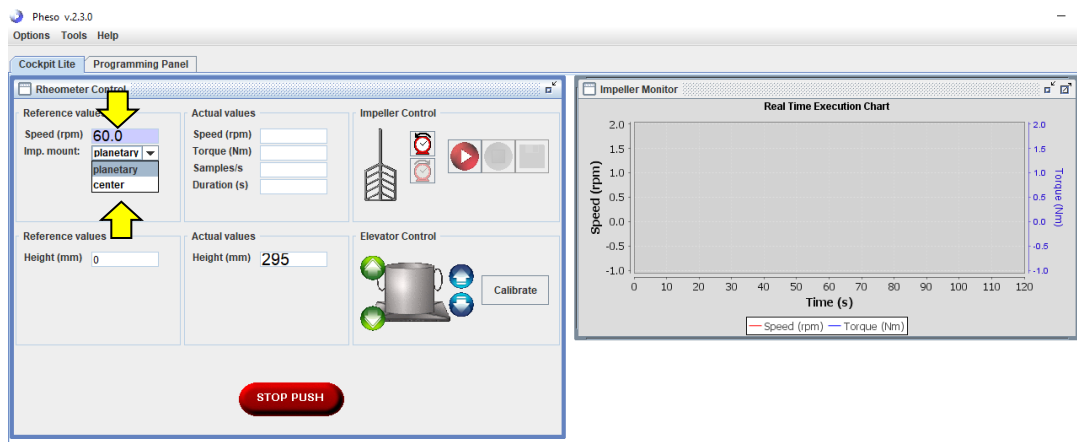 Pheso v.2.3.0
Options Tools Help
Cockpit Lite Programming Panel
Rheometer Control
Reference values
Speed (rpm) 60.0
Imp. mount: planetary
planetary
center
Actual values
Speed (rpm)
Torque (Nm)
Samples/s
Duration (s)
Impeller Control
Reference values
Height (mm) 0
Actual values
Height (mm) 295
Elevator Control
Calibrate
STOP PUSH
Impeller Monitor
Real Time Execution Chart
2.0
1.5
1.0
0.5
0.0
-0.5
-1.0
Speed (rpm)
2.0
1.5
1.0
0.5
0.0
-0.5
-1.0
Torque (Nm)
0 10 20 30 40 50 60 70 80 90 100 110 120
Time (s)
Speed (rpm) Torque (Nm)